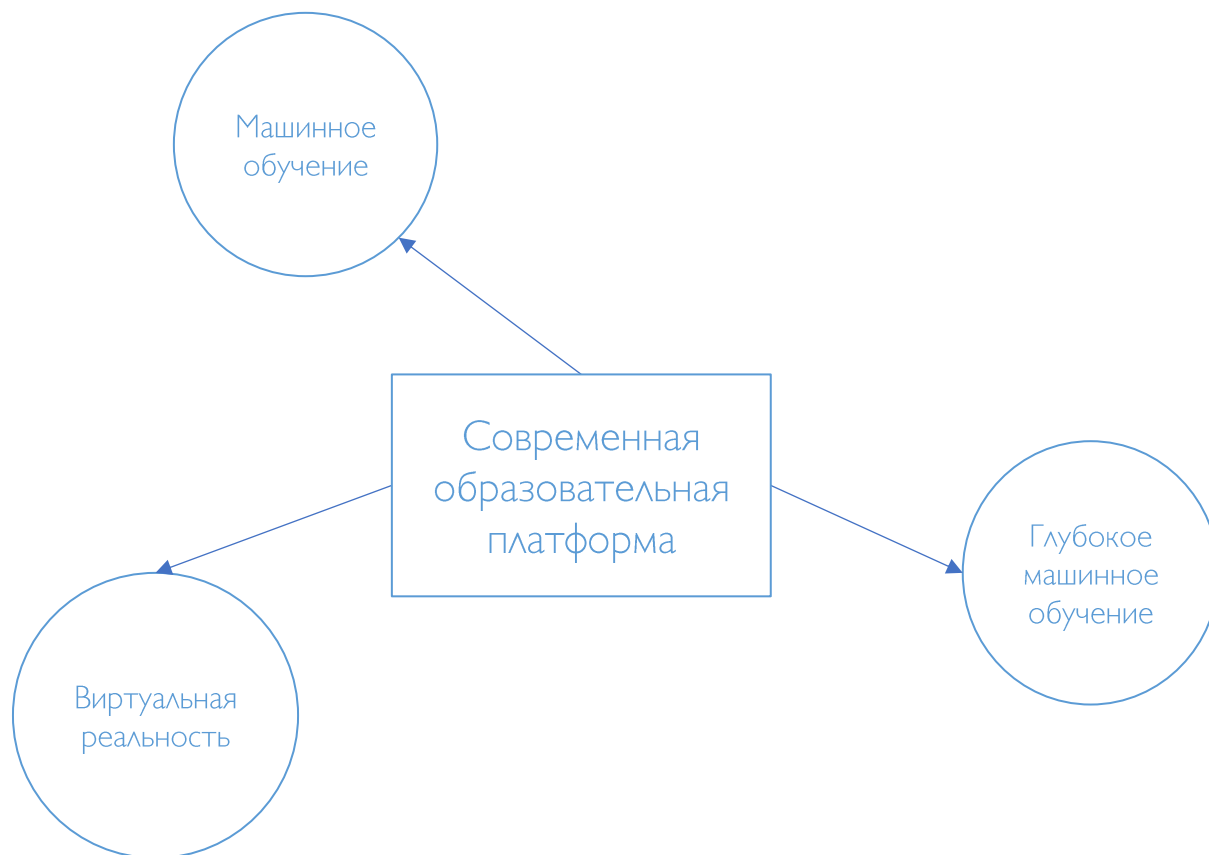 Машинное
обучение
Современная
образовательная
платформа
Глубокое
машинное
обучение
Виртуальная
реальность